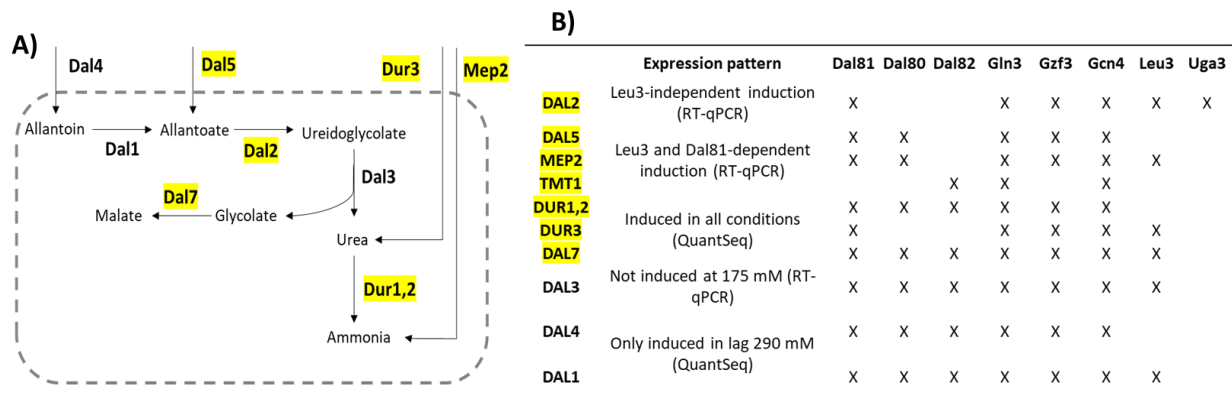 A)
Dal4
Dal5
Dur3
Mep2
Allantoin
Allantoate
Ureidoglycolate
Dal1
Dal2
Dal3
Dal7
Malate
Glycolate
Urea
Dur1,2
Ammonia
B)
Expression pattern Dal81 Dal80 Dal82 Gln3 Gzf3 Gcn4 Leu3 Uga3
DAL2 Leu3-independent induction (RT-qPCR) X X X X X X
DAL5 X X X X X
Leu3 and Dal81-dependent induction (RT-qPCR)
MEP2 X X X X X X
TMT1 X X X
DUR1,2 X X X X X X
Induced in all conditions (QuantSeq)
DUR3 X X X X X
DAL7 X X X X X X X
DAL3 Not induced at 175 mM (RT-qPCR) X X X X X X X
DAL4 X X X X X X
Only induced in lag 290 mM (QuantSeq)
DAL1 X X X X X X X